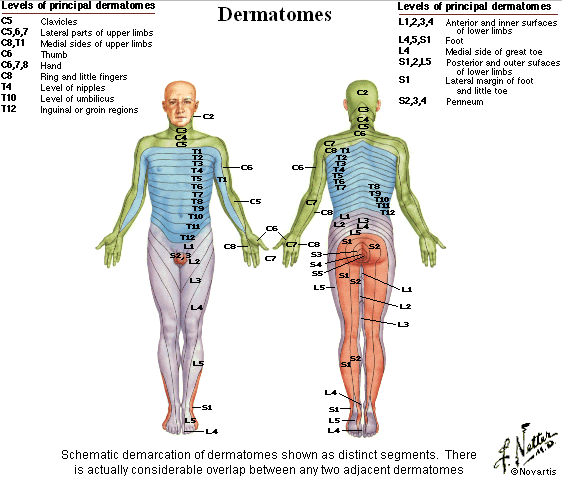 Dermatomes
Levels of principal dermatomes
C5 Clavicles
C5,6,7 Lateral parts of upper limbs
C8,T1 Medial sides of upper limbs
C6 Thumb
C6,7,8 Hand
C8 Ring and little fingers
T4 Level of nipples
T10 Level of umbilicus
T12 Inguinal or groin regions
Levels of principal dermatomes
L1,2,3,4 Anterior and inner surfaces
of lower limbs
L4,5,S1 Foot
L4 Medial side of great toe
S1,2,L5 Posterior and outer sufaces
of lower limbs
S1 Lateral margin of foot
and little toe
S2,3,4 Perineum
C2
C3
C4
C5
T1
T2
T3
T4
T5
T6
T7
T8
T9
T10
T11
T12
L1
S2, 3
L2
L3
L4
L5
S1
L5
L4
T1
C6
C5
C6
C8
C7
C2
C3
C4
C5
C6
C7
C8
T1
T2
T3
T4
T5
T6
T7
T8
T9
T10
T11
T12
L1
L2
L3
L4
L5
C6
C7
C8
C6
C7
C8
S1
S2
S3
S4
S5
S1
S2
L5
L1
L2
L3
S2
S1
L4
S1
L5
L4
Schematic demarcation of dermatomes shown as distinct segments. There
is actually considerable overlap between any two adjacent dermatomes
F. Netter M.D.
©Novartis